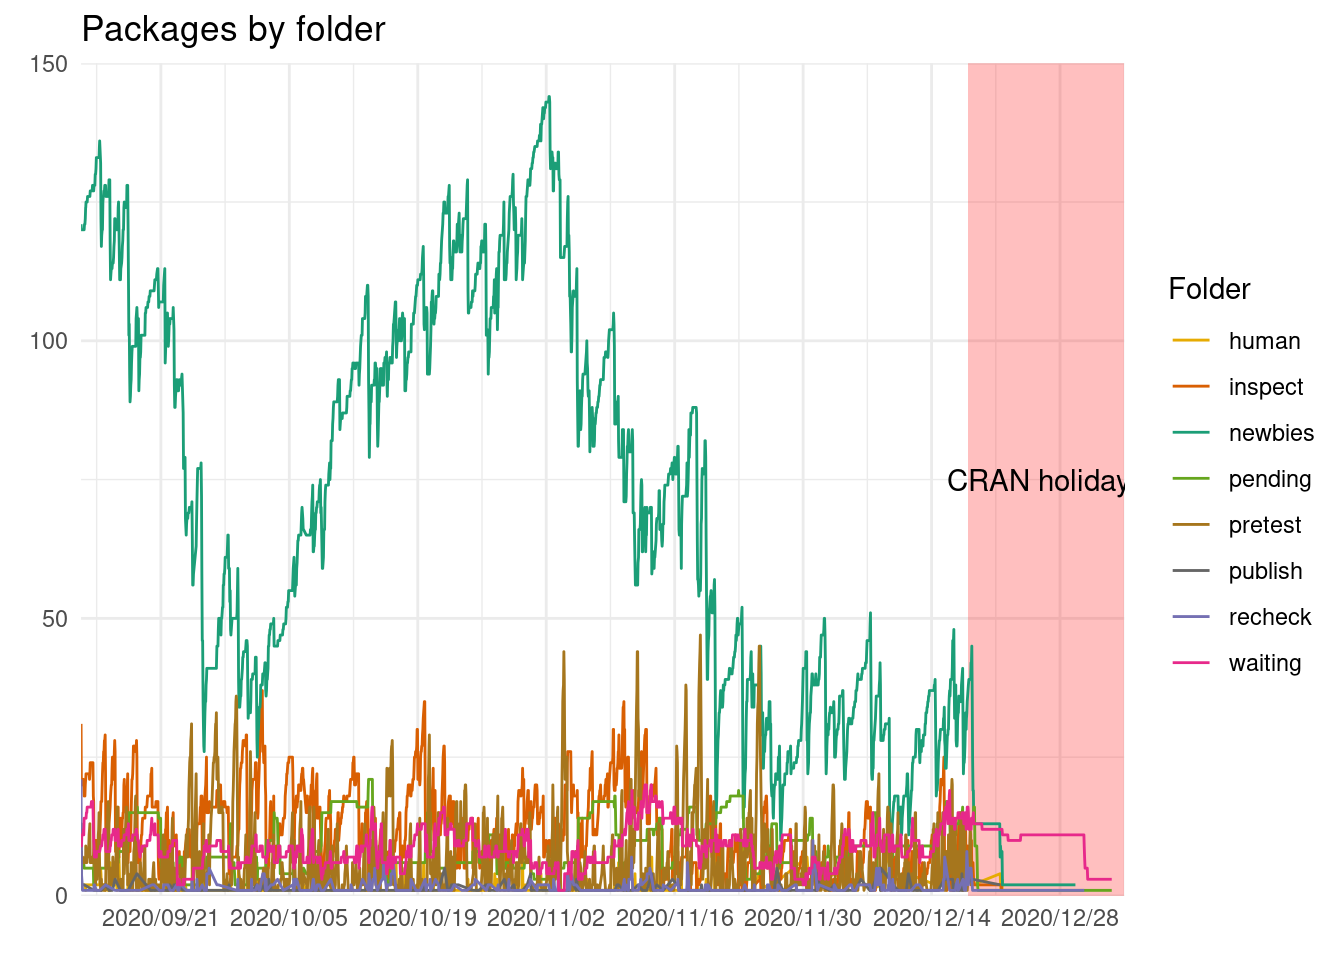 Packages by folder
150
100
50
0
CRAN holiday
2020/09/21 2020/10/05 2020/10/19 2020/11/02 2020/11/16 2020/11/30 2020/12/14 2020/12/28
Folder
human
inspect
newbies
pending
pretest
publish
recheck
waiting